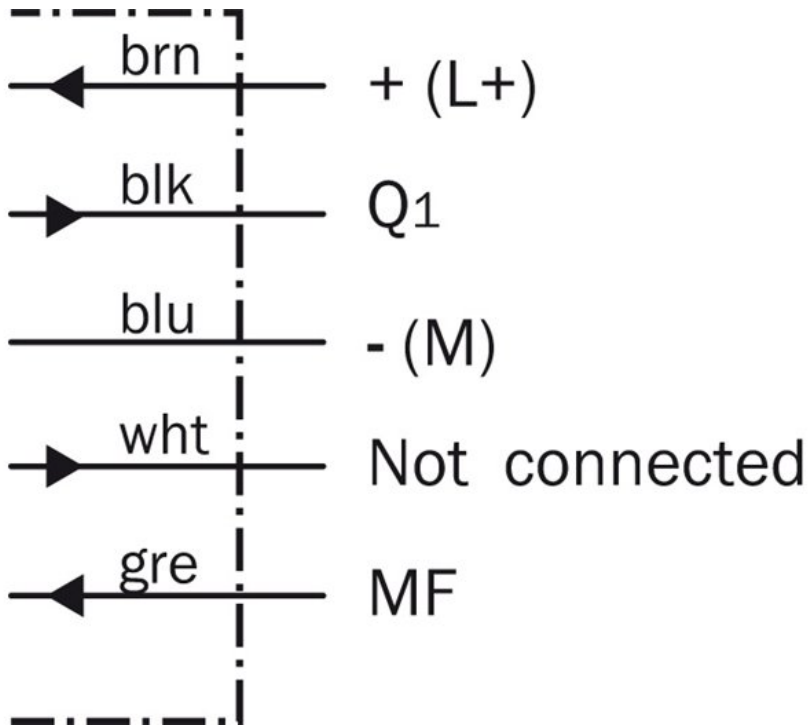 brn + (L+)
blk Q1
blu - (M)
wht Not connected
gre MF